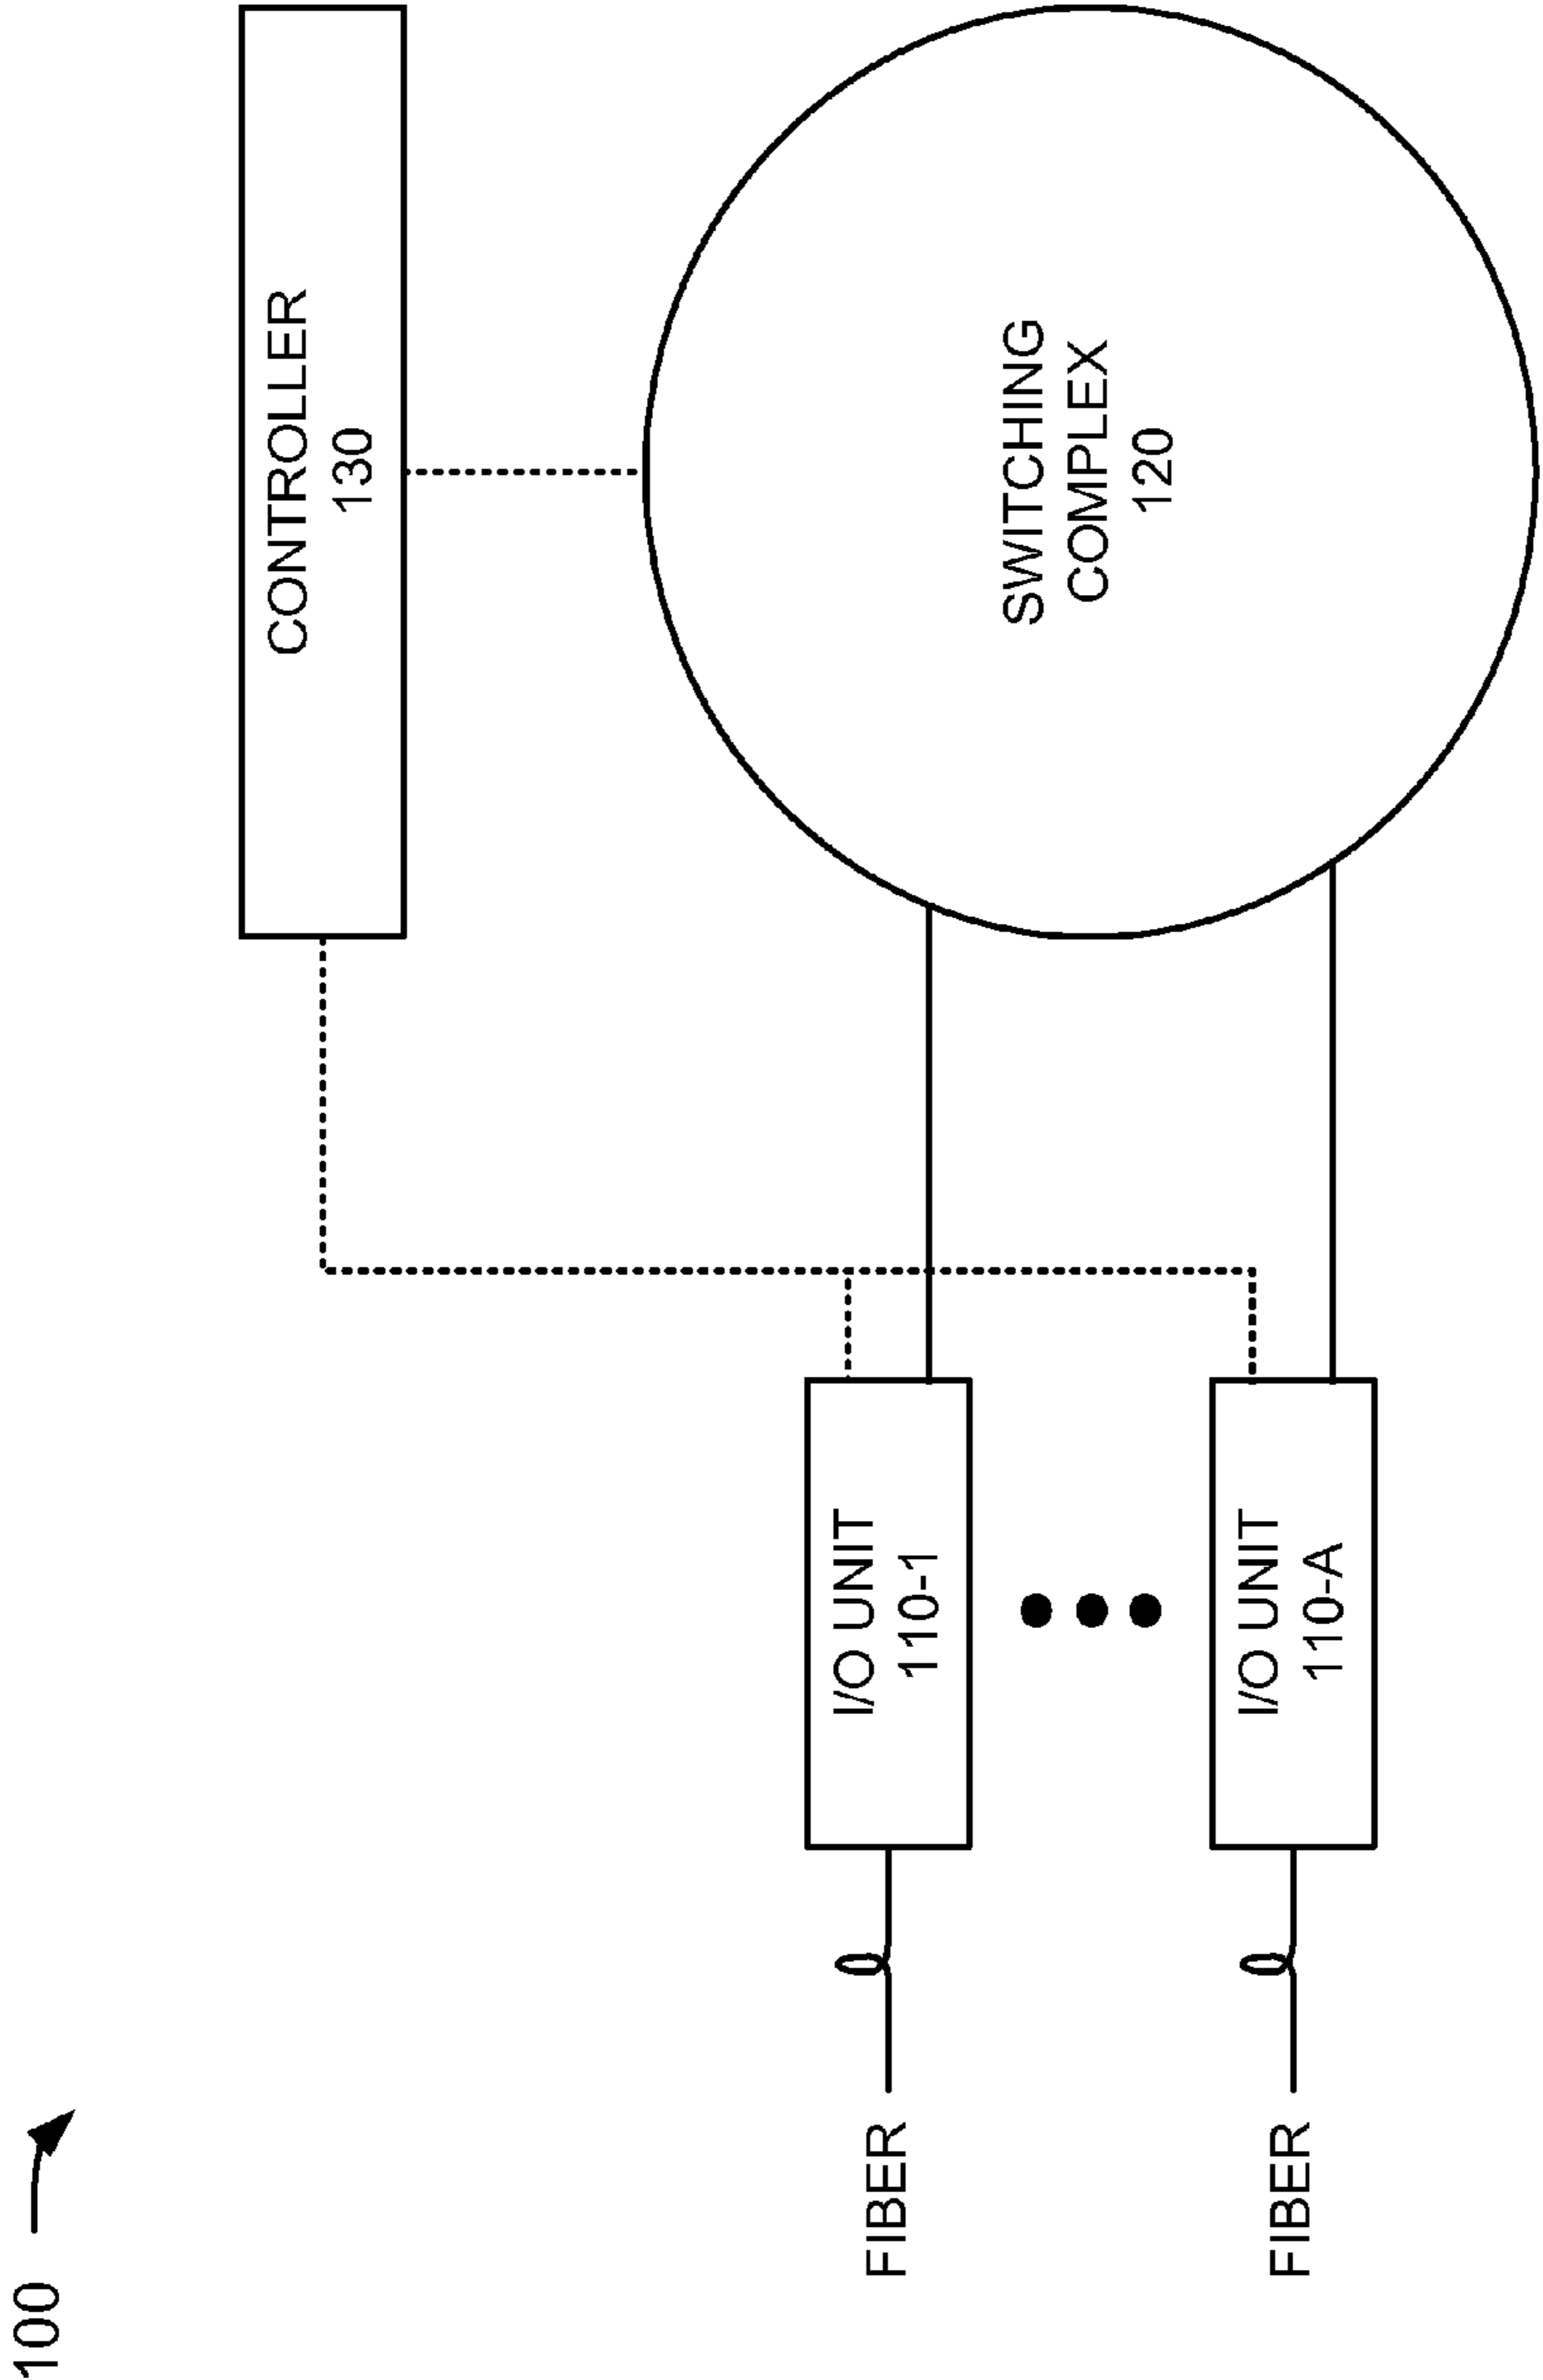 100
CONTROLLER
130
FIBER
I/O UNIT
110-1
SWITCHING
COMPLEX
120
FIBER
I/O UNIT
110-A